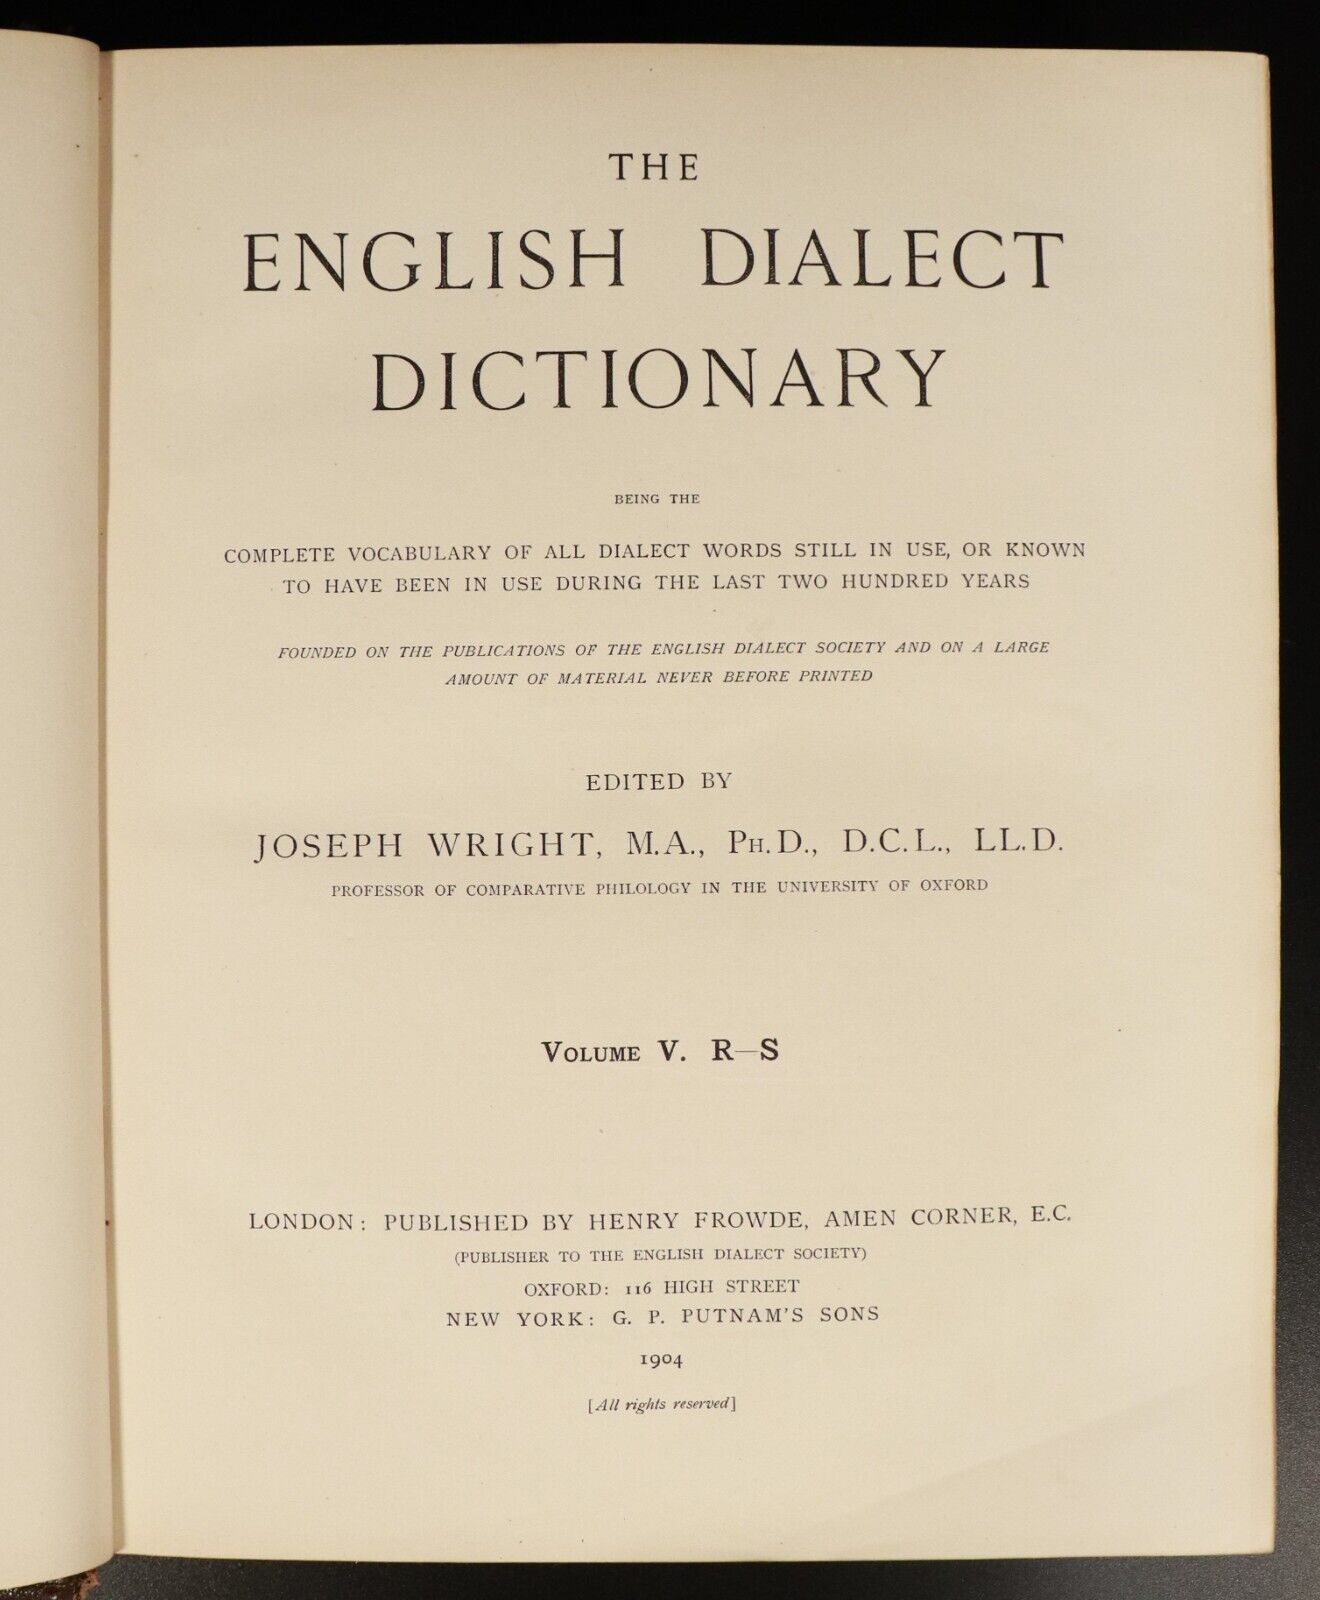 THE
ENGLISH DIALECT
DICTIONARY
BEING THE
COMPLETE VOCABULARY OF ALL DIALECT WORDS STILL IN USE, OR KNOWN
TO HAVE BEEN IN USE DURING THE LAST TWO HUNDRED YEARS
FOUNDED ON THE PUBLICATIONS OF THE ENGLISH DIALECT SOCIETY AND ON A LARGE
AMOUNT OF MATERIAL NEVER BEFORE PRINTED
EDITED BY
JOSEPH WRIGHT, M.A., PH.D., D.C.L., LL.D.
PROFESSOR OF COMPARATIVE PHILOLOGY IN THE UNIVERSITY OF OXFORD
VOLUME V. R—S
LONDON: PUBLISHED BY HENRY FROWDE, AMEN CORNER, E.C.
(PUBLISHER TO THE ENGLISH DIALECT SOCIETY)
OXFORD: 116 HIGH STREET
NEW YORK: G. P. PUTNAM'S SONS
1904
[All rights reserved]